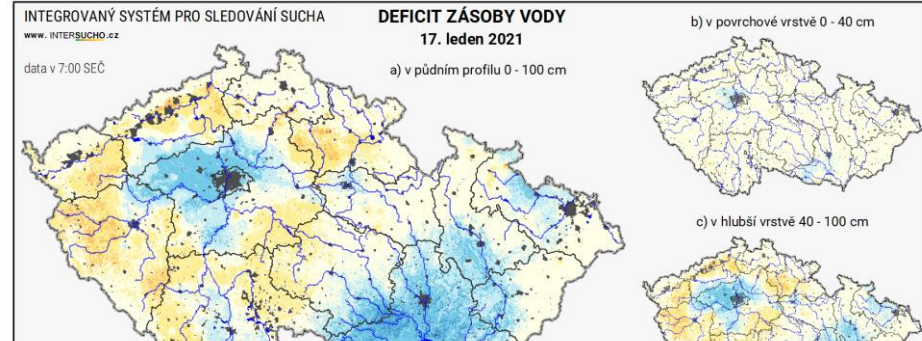 INTEGROVANÝ SYSTÉM PRO SLEDOVÁNÍ SUCHA
www. INTERSUCHO.cz
data v 7:00 SEČ
DEFICIT ZÁSOBY VODY
17. leden 2021
a) v půdním profilu 0 - 100 cm
b) v povrchové vrstvě 0 - 40 cm
c) v hlubší vrstvě 40 - 100 cm